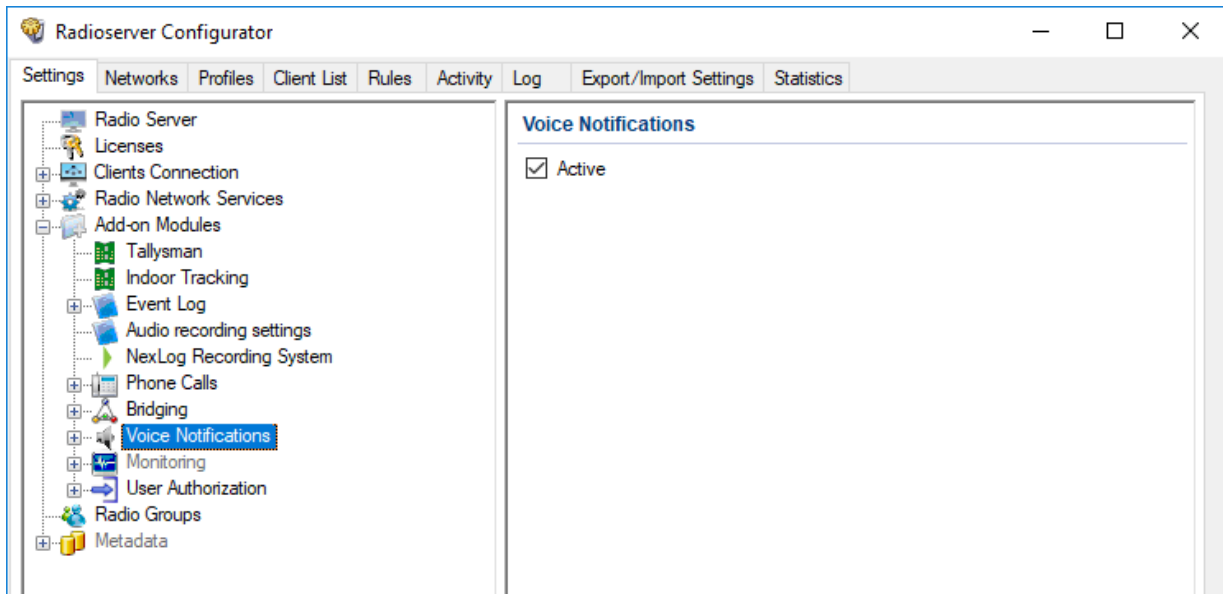 Radioserver Configurator
Settings Networks Profiles Client List Rules Activity Log Export/Import Settings Statistics
Radio Server
Licenses
Clients Connection
Radio Network Services
Add-on Modules
Tallysman
Indoor Tracking
Event Log
Audio recording settings
NexLog Recording System
Phone Calls
Bridging
Voice Notifications
Monitoring
User Authorization
Radio Groups
Metadata
Voice Notifications
Active